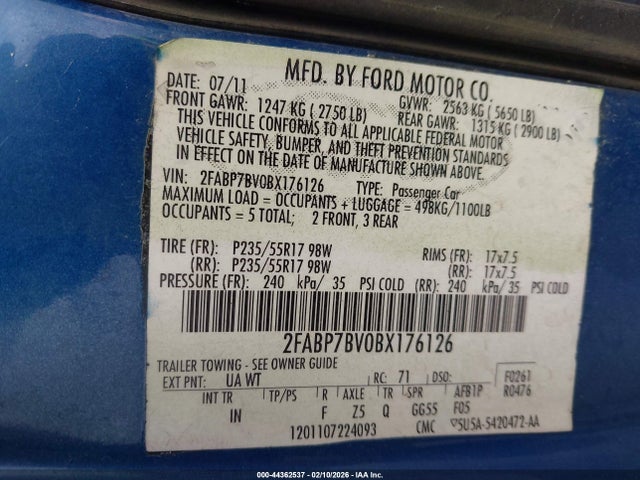 MFD. BY FORD MOTOR CO.
DATE: 07/11 GVWR: 2563 KG ( 5650 LB)
FRONT GAWR: 1247 KG ( 2750 LB) REAR GAWR: 1315 KG ( 2900 LB)
THIS VEHICLE CONFORMS TO ALL APPLICABLE FEDERAL MOTOR
VEHICLE SAFETY, BUMPER, AND THEFT PREVENTION STANDARDS
IN EFFECT ON THE DATE OF MANUFACTURE SHOWN ABOVE.
VIN: 2FABP7BV0BX176126 TYPE: Passenger Car
MAXIMUM LOAD = OCCUPANTS + LUGGAGE = 498KG/1100LB
OCCUPANTS = 5 TOTAL; 2 FRONT, 3 REAR
TIRE (FR): P235/55R17 98W RIMS (FR): 17x7.5
(RR): P235/55R17 98W (RR): 17x7.5
PRESSURE (FR): 240 kPa/ 35 PSI COLD (RR): 240 kPa/ 35 PSI COLD
2FABP7BV0BX176126
TRAILER TOWING - SEE OWNER GUIDE F0261
EXT PNT: UA WT RC: 71 DSO: R0476
INT TR TP/PS R AXLE TR SPR AFB1P
IN F Z5 Q GG55 F05
1201107224093 CMC 5U5A-5420472-AA
000-44362537 - 02/10/2026 - IAA Inc.